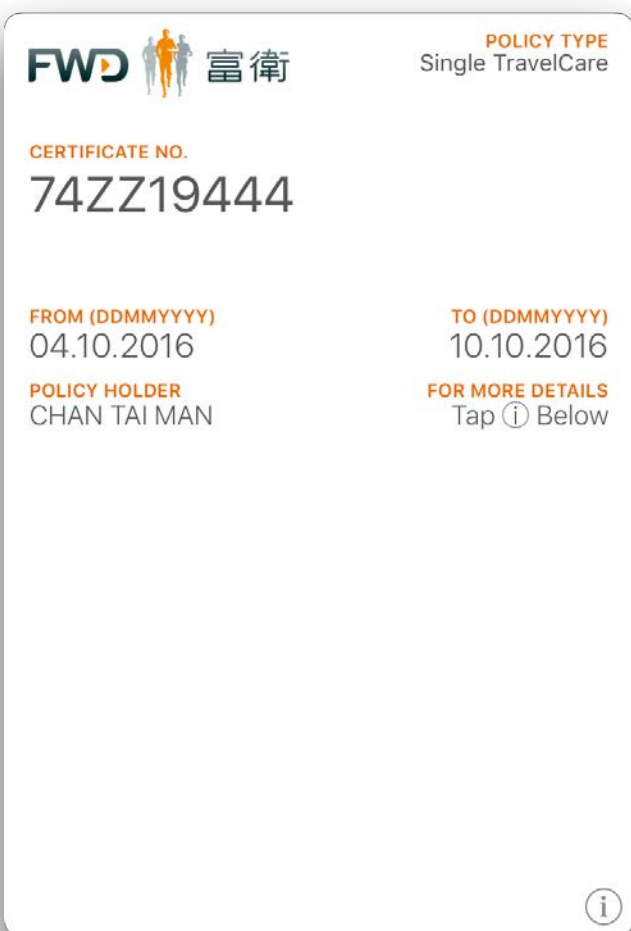 FWD 富衛
POLICY TYPE
Single TravelCare
CERTIFICATE NO.
74ZZ19444
FROM (DDMMYYYY)
04.10.2016
TO (DDMMYYYY)
10.10.2016
POLICY HOLDER
CHAN TAI MAN
FOR MORE DETAILS
Tap ⓘ Below
ⓘ